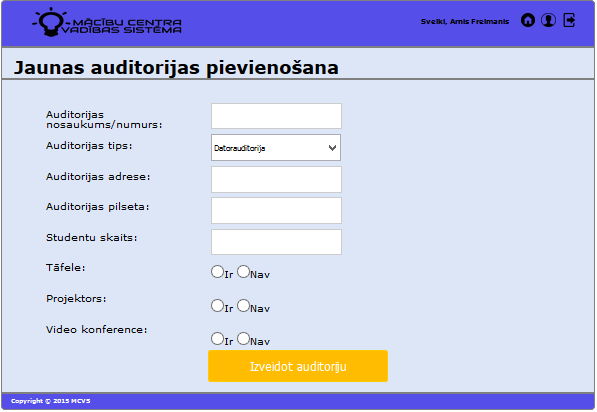 MĀCĪBU CENTRA
VADĪBAS SISTĒMA
Sveiki, Arnis Freimanis
Jaunas auditorijas pievienošana
Auditorijas
nosaukums/numurs:
Auditorijas tips:
Datorauditorija
Auditorijas adrese:
Auditorijas pilseta:
Studentu skaits:
Tāfele:
Ir Nav
Projektors:
Ir Nav
Video konference:
Ir Nav
Izveidot auditoriju
Copyright © 2015 MCVS